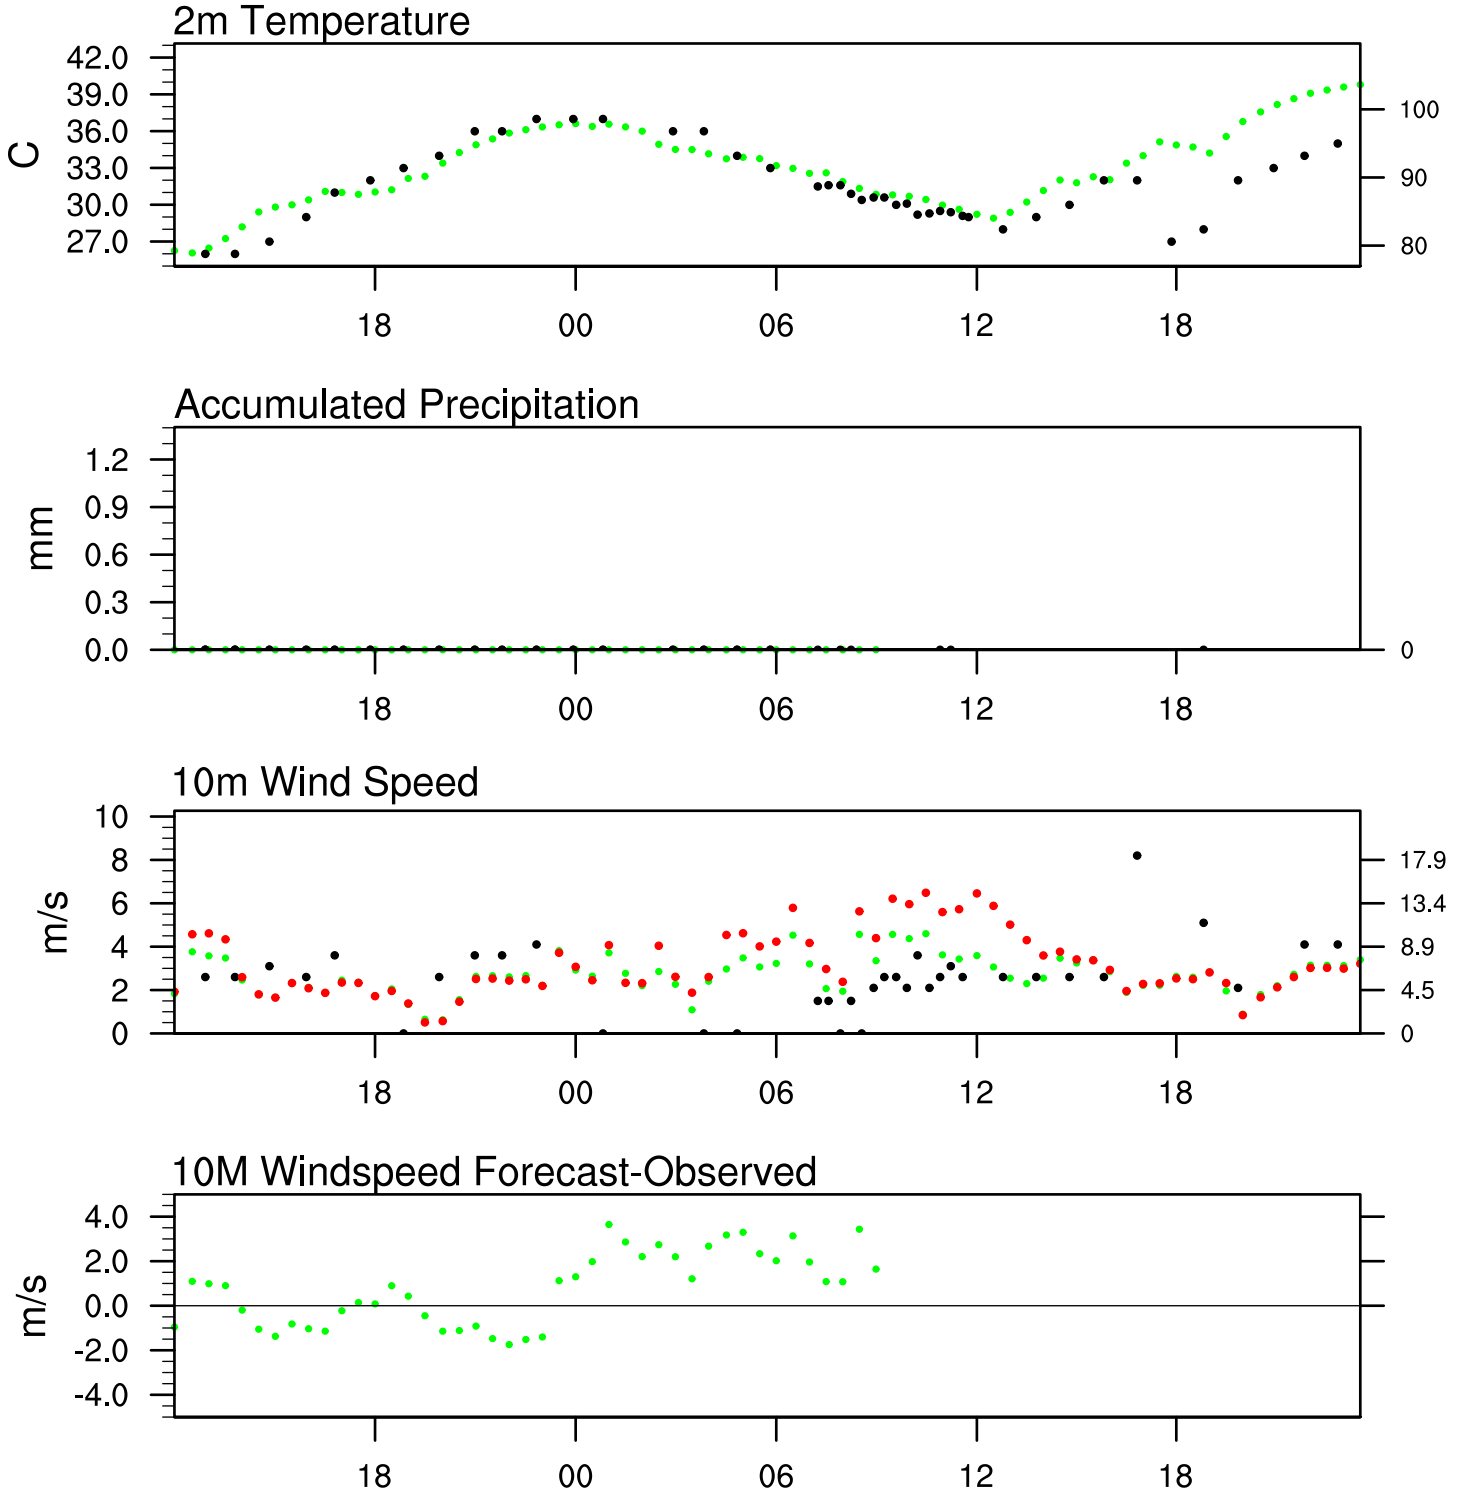 2m Temperature
42.0
39.0
36.0
33.0
30.0
27.0
C
100
90
80
18 00 06 12 18
Accumulated Precipitation
1.2
0.9
0.6
0.3
0.0
mm
0
18 00 06 12 18
10m Wind Speed
10
8
6
4
2
0
m/s
17.9
13.4
8.9
4.5
0
18 00 06 12 18
10M Windspeed Forecast-Observed
4.0
2.0
0.0
-2.0
-4.0
m/s
18 00 06 12 18